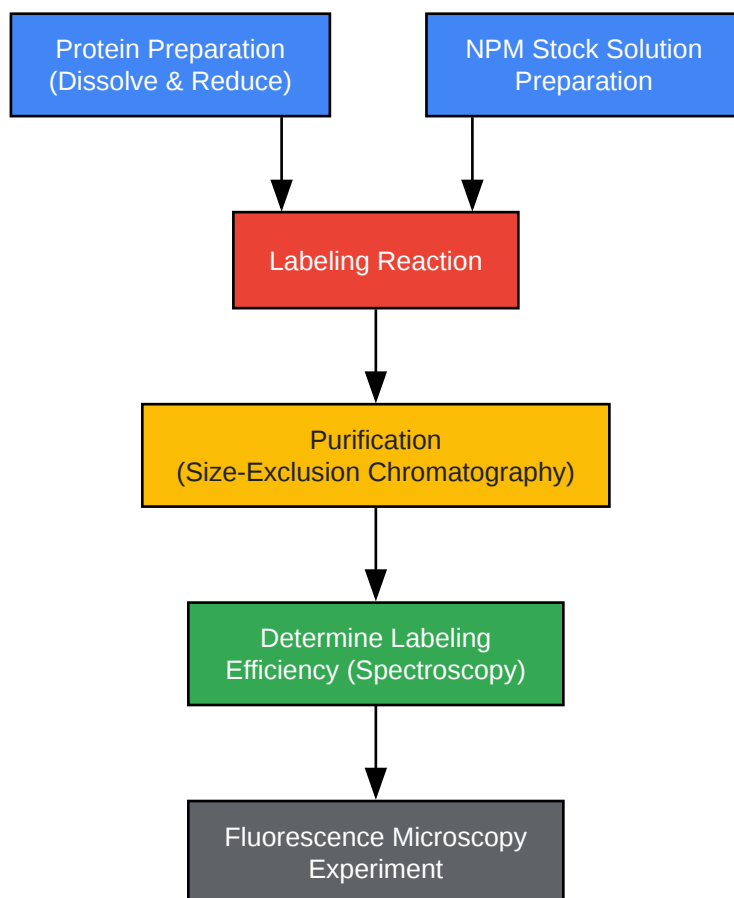 Protein Preparation
(Dissolve & Reduce)
NPM Stock Solution
Preparation
Labeling Reaction
Purification
(Size-Exclusion Chromatography)
Determine Labeling
Efficiency (Spectroscopy)
Fluorescence Microscopy
Experiment